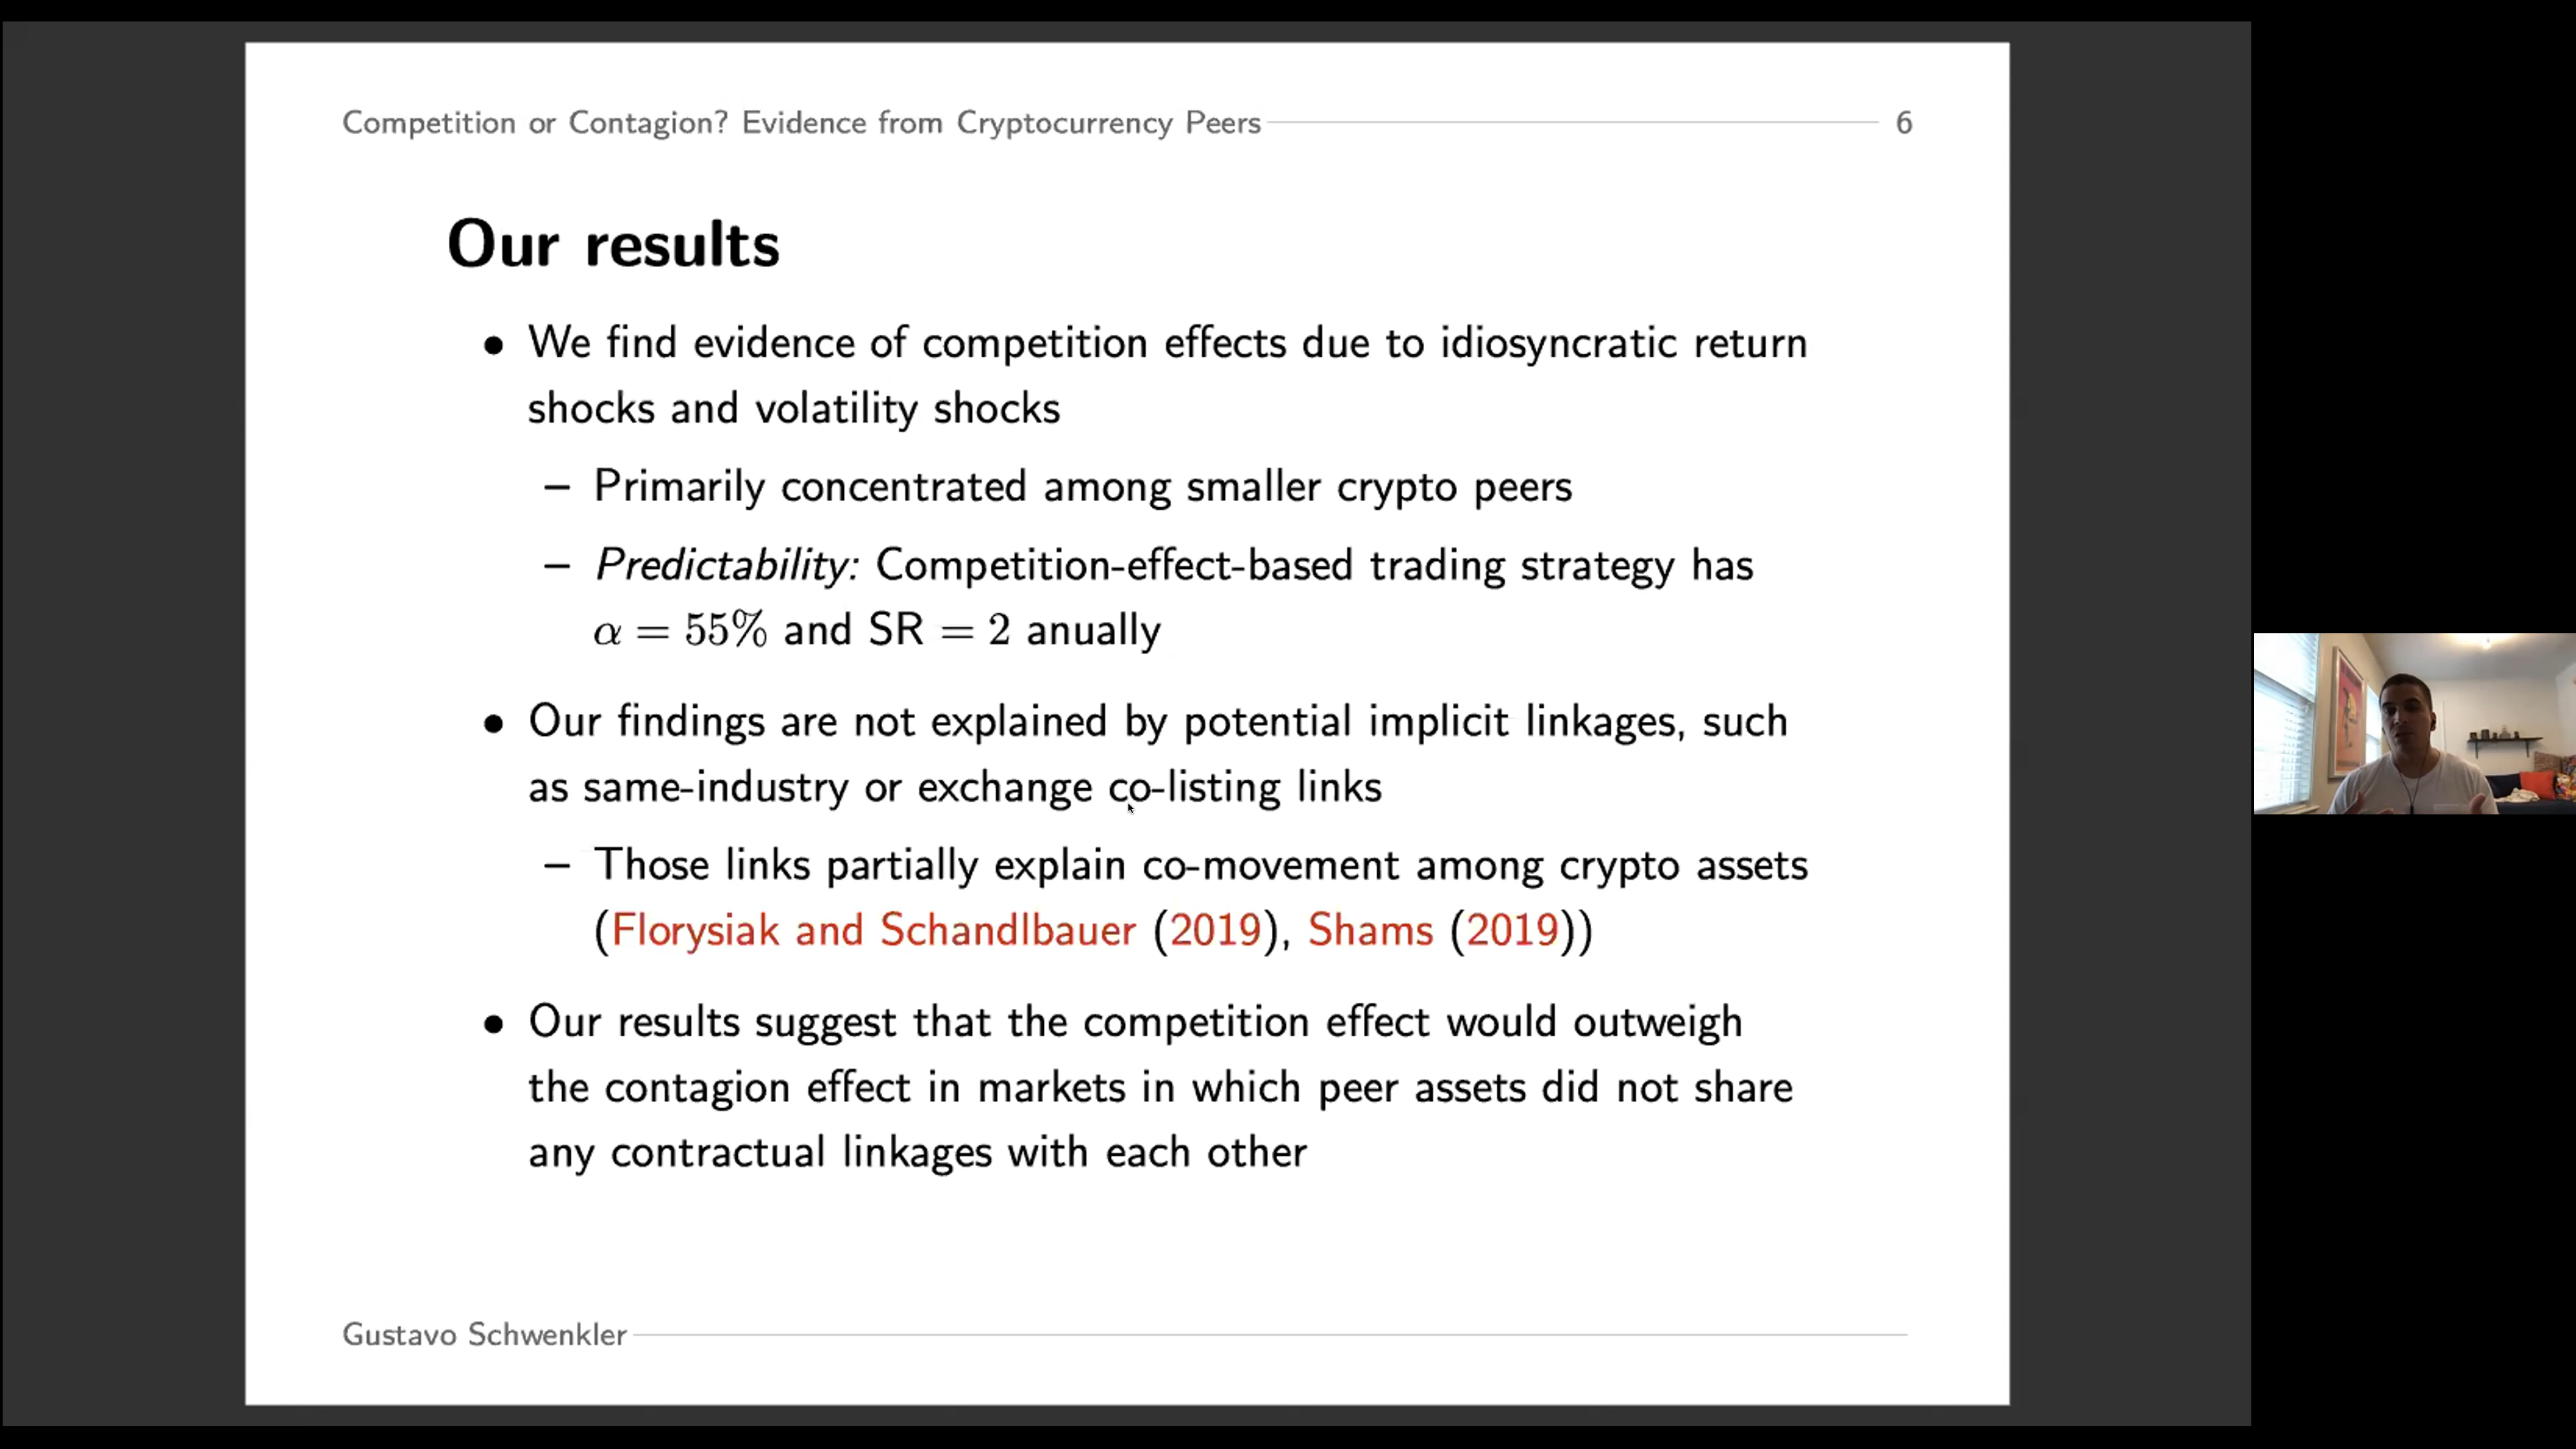 Competition or Contagion? Evidence from Cryptocurrency Peers 6
Our results
• We find evidence of competition effects due to idiosyncratic return
shocks and volatility shocks
– Primarily concentrated among smaller crypto peers
– Predictability: Competition-effect-based trading strategy has
α = 55% and SR = 2 anually
• Our findings are not explained by potential implicit linkages, such
as same-industry or exchange co-listing links
– Those links partially explain co-movement among crypto assets
(Florysiak and Schandlbauer (2019), Shams (2019))
• Our results suggest that the competition effect would outweigh
the contagion effect in markets in which peer assets did not share
any contractual linkages with each other
Gustavo Schwenkler